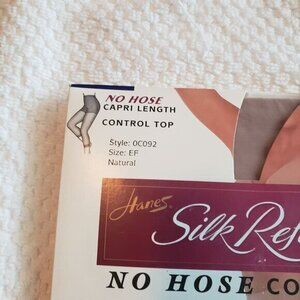 NO HOSE
CAPRI LENGTH
CONTROL TOP
Style: 0C092
Size: EF
Natural
Hanes
Silk Ref
NO HOSE CO